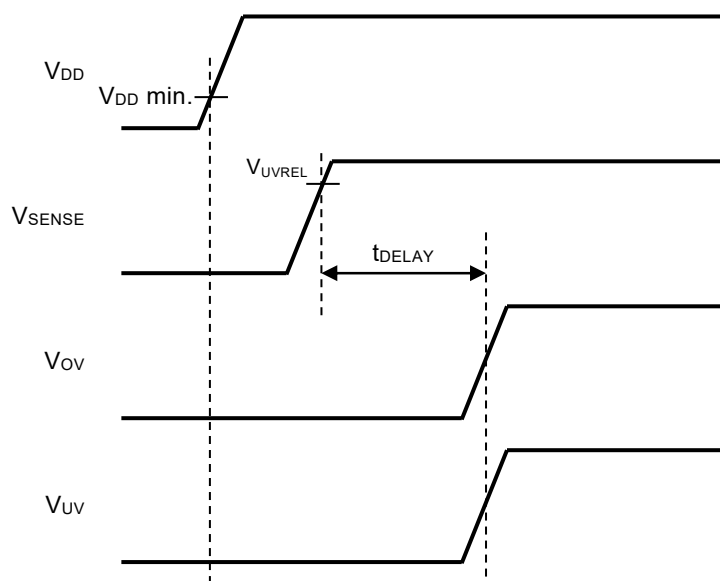 VDD
VDD min.
VUVREL
VSENSE
tDELAY
VOV
VUV